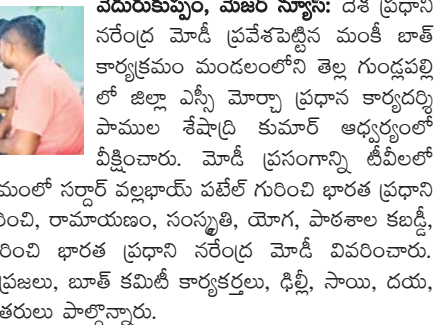 వెదురుకుప్పం, మేజర్ న్యూస్: దేశ ప్రధాని
నరేంద్ర మోడీ ప్రవేశపెట్టిన మంకీ బాత్
కార్యక్రమం మండలంలోని తెల్ల గుండ్లపల్లి
లో జిల్లా ఎస్సీ మోర్చా ప్రధాన కార్యదర్శి
పాముల శేషాద్రి కుమార్ ఆధ్వర్యంలో
వీక్షించారు. మోడీ ప్రసంగాన్ని టీవీలలో
మంలో సర్దార్ వల్లభాయ్ పటేల్ గురించి భారత ప్రధాని
రించి, రామాయణం, సంస్కృతి, యోగ, పాఠశాల కబడ్డీ,
రించి భారత ప్రధాని నరేంద్ర మోడీ వివరించారు.
ప్రజలు, బూత్ కమిటీ కార్యకర్తలు, ఢిల్లీ, సాయి, దయ,
తరులు పాల్గొన్నారు.